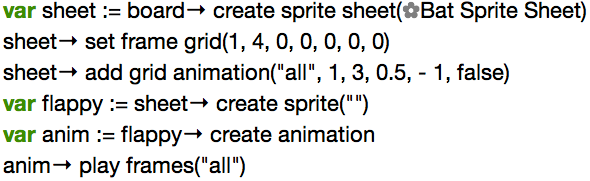 var sheet := board→ create sprite sheet(✿Bat Sprite Sheet)
sheet→ set frame grid(1, 4, 0, 0, 0, 0, 0)
sheet→ add grid animation("all", 1, 3, 0.5, - 1, false)
var flappy := sheet→ create sprite("")
var anim := flappy→ create animation
anim→ play frames("all")